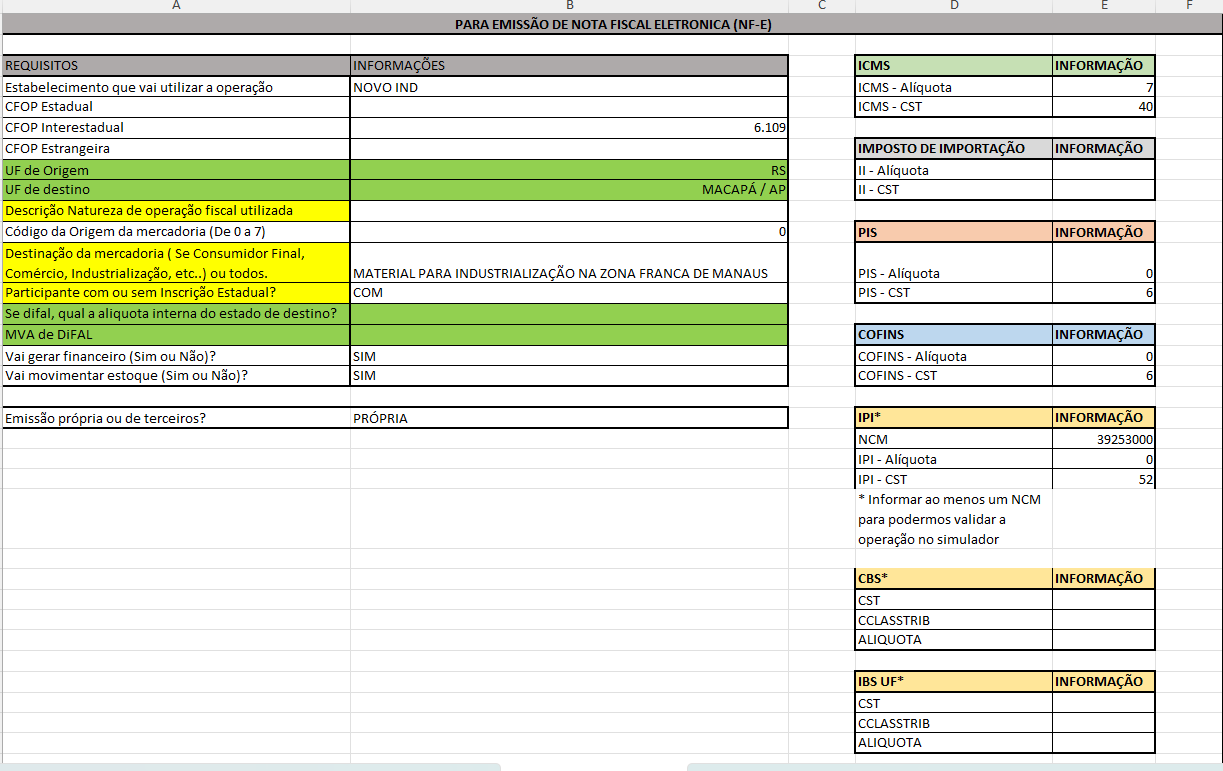 A B C D E F
PARA EMISSÃO DE NOTA FISCAL ELETRONICA (NF-E)
REQUISITOS INFORMAÇÕES
Estabelecimento que vai utilizar a operação NOVO IND
CFOP Estadual
CFOP Interestadual 6.109
CFOP Estrangeira
UF de Origem RS
UF de destino MACAPÁ / AP
Descrição Natureza de operação fiscal utilizada
Código da Origem da mercadoria (De 0 a 7) 0
Destinação da mercadoria ( Se Consumidor Final,
Comércio, Industrialização, etc..) ou todos. MATERIAL PARA INDUSTRIALIZAÇÃO NA ZONA FRANCA DE MANAUS
Participante com ou sem Inscrição Estadual? COM
Se difal, qual a aliquota interna do estado de destino?
MVA de DiFAL
Vai gerar financeiro (Sim ou Não)? SIM
Vai movimentar estoque (Sim ou Não)? SIM
Emissão própria ou de terceiros? PRÓPRIA
ICMS INFORMAÇÃO
ICMS - Alíquota 7
ICMS - CST 40
IMPOSTO DE IMPORTAÇÃO INFORMAÇÃO
II - Alíquota
II - CST
PIS INFORMAÇÃO
PIS - Alíquota 0
PIS - CST 6
COFINS INFORMAÇÃO
COFINS - Alíquota 0
COFINS - CST 6
IPI* INFORMAÇÃO
NCM 39253000
IPI - Alíquota 0
IPI - CST 52
* Informar ao menos um NCM
para podermos validar a
operação no simulador
CBS* INFORMAÇÃO
CST
CCLASSTRIB
ALIQUOTA
IBS UF* INFORMAÇÃO
CST
CCLASSTRIB
ALIQUOTA